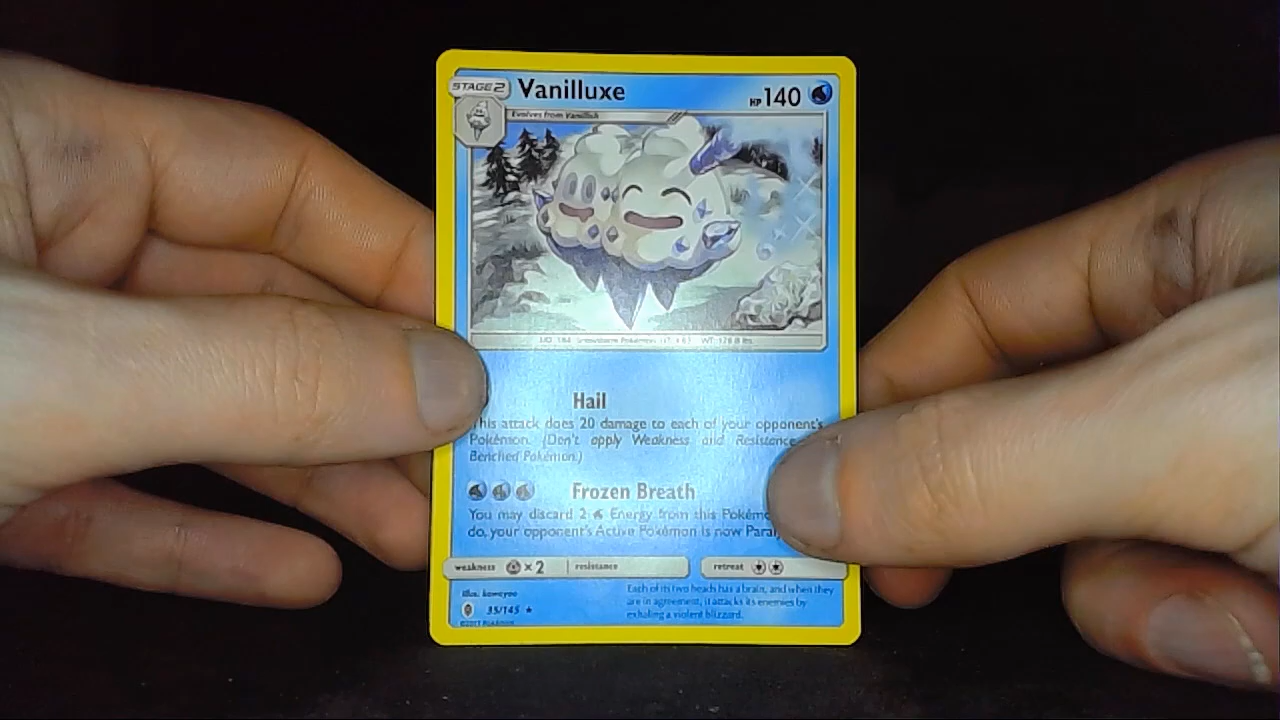 STAGE 2 Vanilluxe HP 140
Evolves from Vanillish
NO. 584 Snowstorm Pokémon HT: 4'03" WT: 126.8 lbs.
Hail
This attack does 20 damage to each of your opponent's
Pokémon. (Don't apply Weakness and Resistance
Benched Pokémon.)
Frozen Breath
You may discard 2 Energy from this Pokémo
do, your opponent's Active Pokémon is now Paraly
weakness ×2 resistance retreat
Illus. kawayoo
35/145 ★
©2017 Pokémon
Each of its two heads has a brain, and when they
are in agreement, it attacks its enemies by
exhaling a violent blizzard.